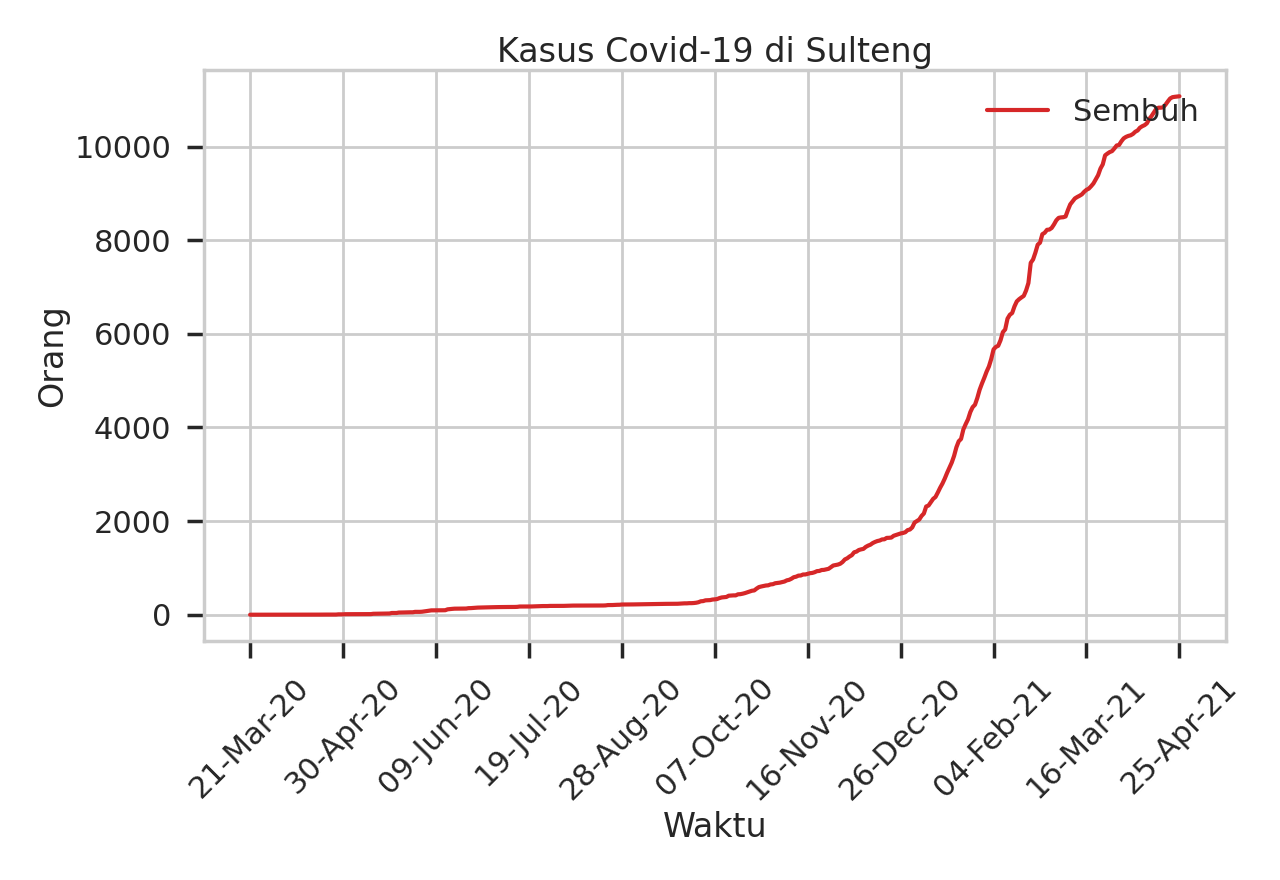 Kasus Covid-19 di Sulteng
Sembuh
10000
8000
6000
4000
2000
0
Orang
21-Mar-20
30-Apr-20
09-Jun-20
19-Jul-20
28-Aug-20
07-Oct-20
16-Nov-20
26-Dec-20
04-Feb-21
16-Mar-21
25-Apr-21
Waktu